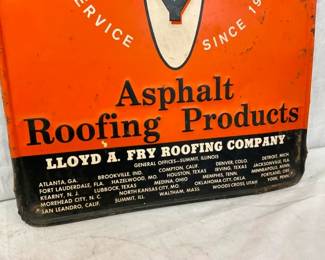 SERVICE
SINCE 19
Asphalt
Roofing Products
LLOYD A. FRY ROOFING COMPANY
GENERAL OFFICES—SUMMIT, ILLINOIS
ATLANTA, GA. BROOKVILLE, IND. COMPTON, CALIF. DENVER, COLO. DETROIT, MICH
FORT LAUDERDALE, FLA. HAZELWOOD, MO. HOUSTON, TEXAS IRVING, TEXAS JACKSONVILLE, FLA.
KEARNY, N. J. LUBBOCK, TEXAS MEDINA, OHIO MEMPHIS, TENN. MINNEAPOLIS, MINN.
MOREHEAD CITY, N. C. NORTH KANSAS CITY, MO. OKLAHOMA CITY, OKLA. PORTLAND, ORE.
SAN LEANDRO, CALIF. SUMMIT, ILL. WALTHAM, MASS. WOODS CROSS, UTAH YORK, PENN.